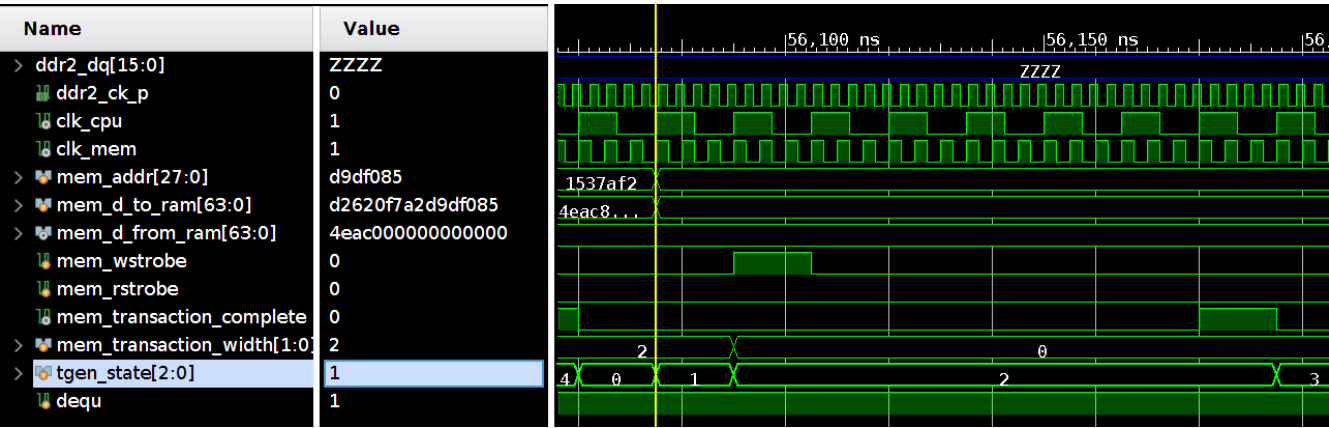 Name Value
56,100 ns 56,150 ns 56,
ddr2_dq[15:0] ZZZZ ZZZZ
ddr2_ck_p 0
clk_cpu 1
clk_mem 1
mem_addr[27:0] d9df085 1537af2
mem_d_to_ram[63:0] d2620f7a2d9df085 4eac8...
mem_d_from_ram[63:0] 4eac000000000000
mem_wstrobe 0
mem_rstrobe 0
mem_transaction_complete 0
mem_transaction_width[1:0] 2 2 0
tgen_state[2:0] 1 4 0 1 2 3
dequ 1